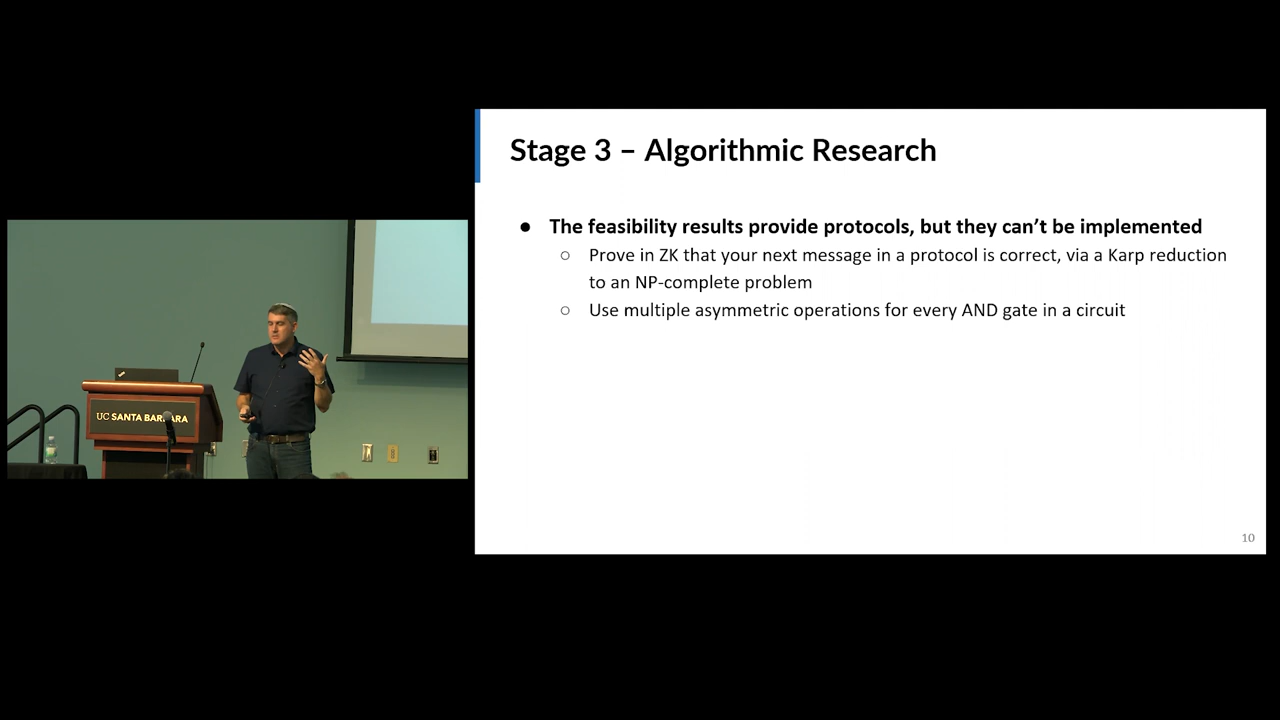 Stage 3 – Algorithmic Research
● The feasibility results provide protocols, but they can’t be implemented
○ Prove in ZK that your next message in a protocol is correct, via a Karp reduction
to an NP-complete problem
○ Use multiple asymmetric operations for every AND gate in a circuit
10
UC SANTA BARBARA